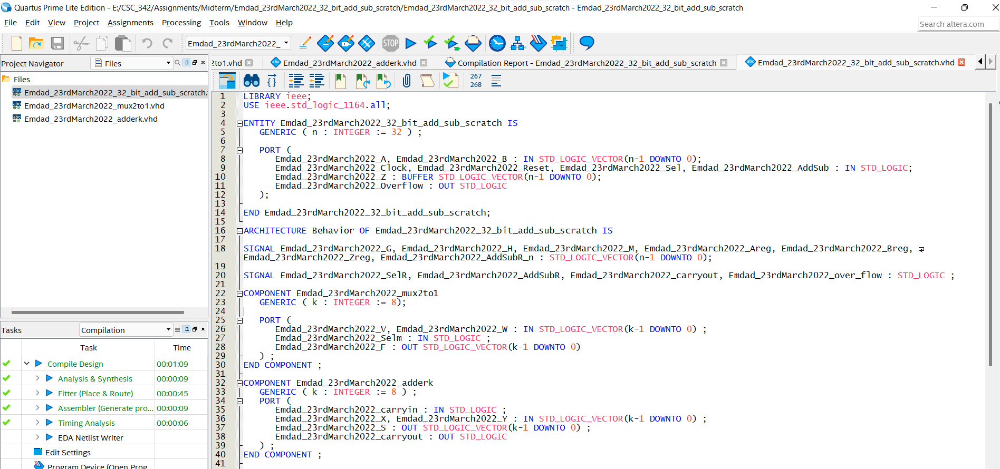 Quartus Prime Lite Edition - E:/CSC_342/Assignments/Midterm/Emdad_23rdMarch2022_32_bit_add_sub_scratch/Emdad_23rdMarch2022_32_bit_add_sub_scratch - Emdad_23rdMarch2022_32_bit_add_sub_scratch
File Edit View Project Assignments Processing Tools Window Help
Search altera.com
Emdad_23rdMarch2022_
STOP
Project Navigator
Files
2to1.vhd
Emdad_23rdMarch2022_adderk.vhd
Compilation Report - Emdad_23rdMarch2022_32_bit_add_sub_scratch
Emdad_23rdMarch2022_32_bit_add_sub_scratch.vhd
267
268
Files
Emdad_23rdMarch2022_32_bit_add_sub_scratch.
Emdad_23rdMarch2022_mux2to1.vhd
Emdad_23rdMarch2022_adderk.vhd
Tasks
Compilation
Task Time
Compile Design 00:01:09
Analysis & Synthesis 00:00:09
Fitter (Place & Route) 00:00:45
Assembler (Generate pro... 00:00:09
Timing Analysis 00:00:06
EDA Netlist Writer
Edit Settings
Program Device (Open Prog
1 LIBRARY ieee;
2 USE ieee.std_logic_1164.all;
3
4 ENTITY Emdad_23rdMarch2022_32_bit_add_sub_scratch IS
5 GENERIC ( n : INTEGER := 32 ) ;
6
7 PORT (
8 Emdad_23rdMarch2022_A, Emdad_23rdMarch2022_B : IN STD_LOGIC_VECTOR(n-1 DOWNTO 0);
9 Emdad_23rdMarch2022_Clock, Emdad_23rdMarch2022_Reset, Emdad_23rdMarch2022_Sel, Emdad_23rdMarch2022_AddSub : IN STD_LOGIC;
10 Emdad_23rdMarch2022_Z : BUFFER STD_LOGIC_VECTOR(n-1 DOWNTO 0);
11 Emdad_23rdMarch2022_Overflow : OUT STD_LOGIC
12 );
13
14 END Emdad_23rdMarch2022_32_bit_add_sub_scratch;
15
16 ARCHITECTURE Behavior OF Emdad_23rdMarch2022_32_bit_add_sub_scratch IS
17
18 SIGNAL Emdad_23rdMarch2022_G, Emdad_23rdMarch2022_H, Emdad_23rdMarch2022_M, Emdad_23rdMarch2022_Areg, Emdad_23rdMarch2022_Breg,
Emdad_23rdMarch2022_Zreg, Emdad_23rdMarch2022_AddSubR_n : STD_LOGIC_VECTOR(n-1 DOWNTO 0);
19
20 SIGNAL Emdad_23rdMarch2022_SelR, Emdad_23rdMarch2022_AddSubR, Emdad_23rdMarch2022_carryout, Emdad_23rdMarch2022_over_flow : STD_LOGIC ;
21
22 COMPONENT Emdad_23rdMarch2022_mux2to1
23 GENERIC ( k : INTEGER := 8);
24
25 PORT (
26 Emdad_23rdMarch2022_V, Emdad_23rdMarch2022_W : IN STD_LOGIC_VECTOR(k-1 DOWNTO 0) ;
27 Emdad_23rdMarch2022_Selm : IN STD_LOGIC ;
28 Emdad_23rdMarch2022_F : OUT STD_LOGIC_VECTOR(k-1 DOWNTO 0)
29 ) ;
30 END COMPONENT ;
31
32 COMPONENT Emdad_23rdMarch2022_adderk
33 GENERIC ( k : INTEGER := 8 ) ;
34 PORT (
35 Emdad_23rdMarch2022_carryin : IN STD_LOGIC ;
36 Emdad_23rdMarch2022_X, Emdad_23rdMarch2022_Y : IN STD_LOGIC_VECTOR(k-1 DOWNTO 0) ;
37 Emdad_23rdMarch2022_S : OUT STD_LOGIC_VECTOR(k-1 DOWNTO 0) ;
38 Emdad_23rdMarch2022_carryout : OUT STD_LOGIC
39 ) ;
40 END COMPONENT ;
41